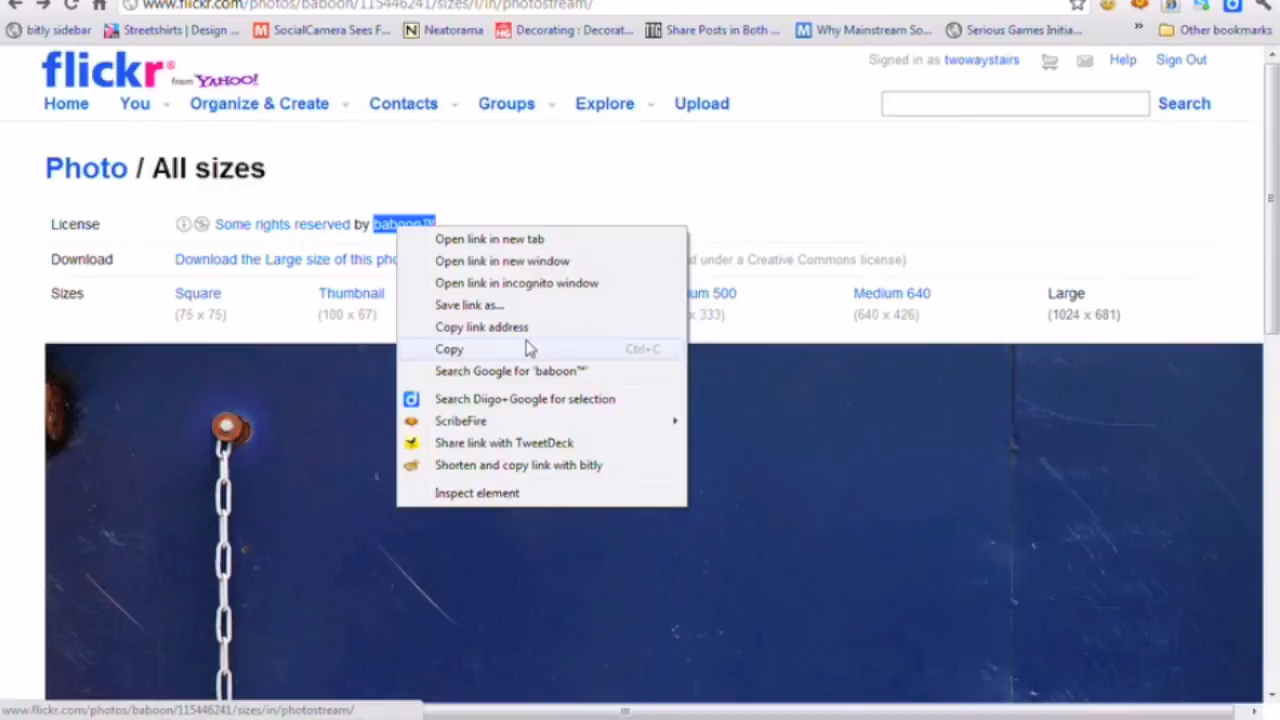 www.flickr.com/photos/baboon/115446241/sizes/l/in/photostream/
bitly sidebar Streetshirts | Design ... SocialCamera Sees F... Neatorama Decorating : Decorat... Share Posts in Both ... Why Mainstream So... Serious Games Initia... » Other bookmarks
flickr® from YAHOO!
Signed in as twowaystairs Help Sign Out
Home You Organize & Create Contacts Groups Explore Upload Search
Photo / All sizes
License Some rights reserved by baboon™
Download Download the Large size of this pho d under a Creative Commons license)
Sizes Square Thumbnail um 500 Medium 640 Large
(75 x 75) (100 x 67) x 333) (640 x 426) (1024 x 681)
Open link in new tab
Open link in new window
Open link in incognito window
Save link as...
Copy link address
Copy Ctrl+C
Search Google for 'baboon™'
Search Diigo+Google for selection
ScribeFire
Share link with TweetDeck
Shorten and copy link with bitly
Inspect element
www.flickr.com/photos/baboon/115446241/sizes/in/photostream/